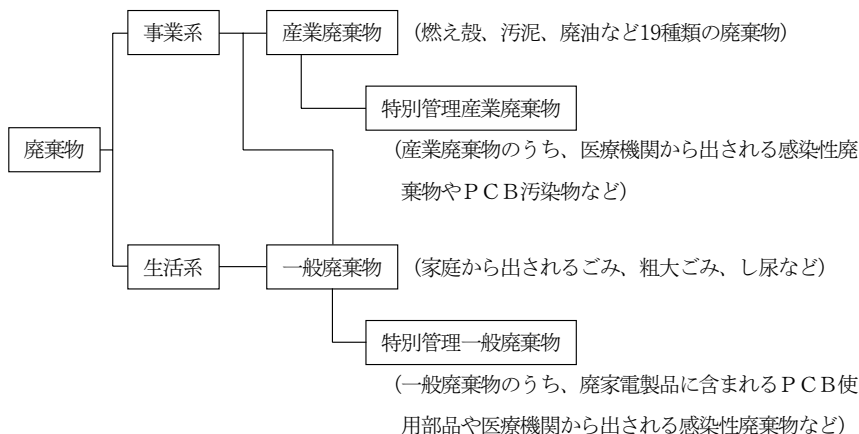 事業系 産業廃棄物 (燃え殻、汚泥、廃油など19種類の廃棄物)
特別管理産業廃棄物
廃棄物
(産業廃棄物のうち、医療機関から出される感染性廃
棄物やＰＣＢ汚染物など)
生活系 一般廃棄物 (家庭から出されるごみ、粗大ごみ、し尿など)
特別管理一般廃棄物
(一般廃棄物のうち、廃家電製品に含まれるＰＣＢ使
用部品や医療機関から出される感染性廃棄物など)